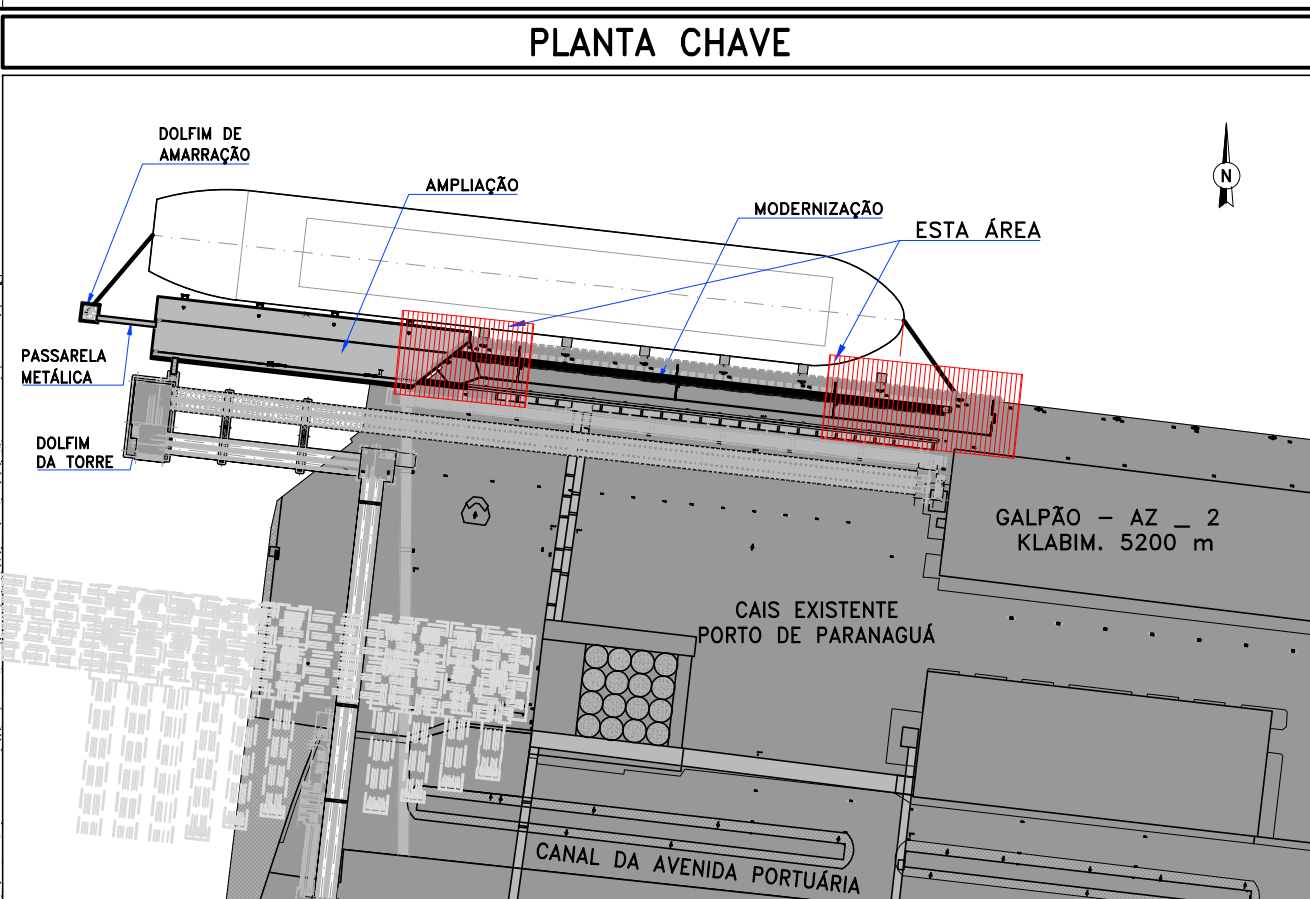 PLANTA CHAVE
DOLFIM DE
AMARRAÇÃO
AMPLIAÇÃO
MODERNIZAÇÃO
ESTA ÁREA
N
PASSARELA
METÁLICA
DOLFIM
DA TORRE
GALPÃO – AZ _ 2
KLABIM. 5200 m
CAIS EXISTENTE
PORTO DE PARANAGUÁ
CANAL DA AVENIDA PORTUÁRIA